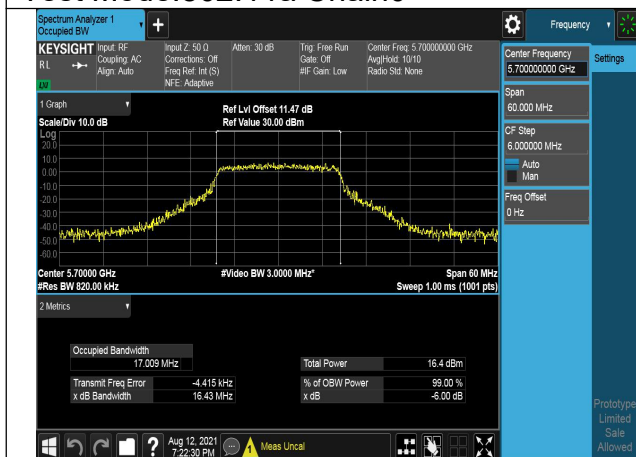 Spectrum Analyzer 1
Occupied BW
Frequency
KEYSIGHT
R L
LXI
Input: RF
Coupling: AC
Align: Auto
Input Z: 50 Ω
Corrections: Off
Freq Ref: Int (S)
NFE: Adaptive
Atten: 30 dB
Trig: Free Run
Gate: Off
#IF Gain: Low
Center Freq: 5.700000000 GHz
Avg|Hold: 10/10
Radio Std: None
Center Frequency
5.700000000 GHz
Settings
Span
60.000 MHz
CF Step
6.000000 MHz
Auto
Man
Freq Offset
0 Hz
1 Graph
Scale/Div 10.0 dB
Ref Lvl Offset 11.47 dB
Ref Value 30.00 dBm
Log
20.0
10.0
0.00
-10.0
-20.0
-30.0
-40.0
-50.0
-60.0
Center 5.70000 GHz
#Video BW 3.0000 MHz*
Span 60 MHz
#Res BW 820.00 kHz
Sweep 1.00 ms (1001 pts)
2 Metrics
Occupied Bandwidth
17.009 MHz
Total Power 16.4 dBm
Transmit Freq Error -4.415 kHz
% of OBW Power 99.00 %
x dB Bandwidth 16.43 MHz
x dB -6.00 dB
Prototype
Limited
Sale
Allowed
?
Aug 12, 2021
7:22:30 PM
1
Meas Uncal